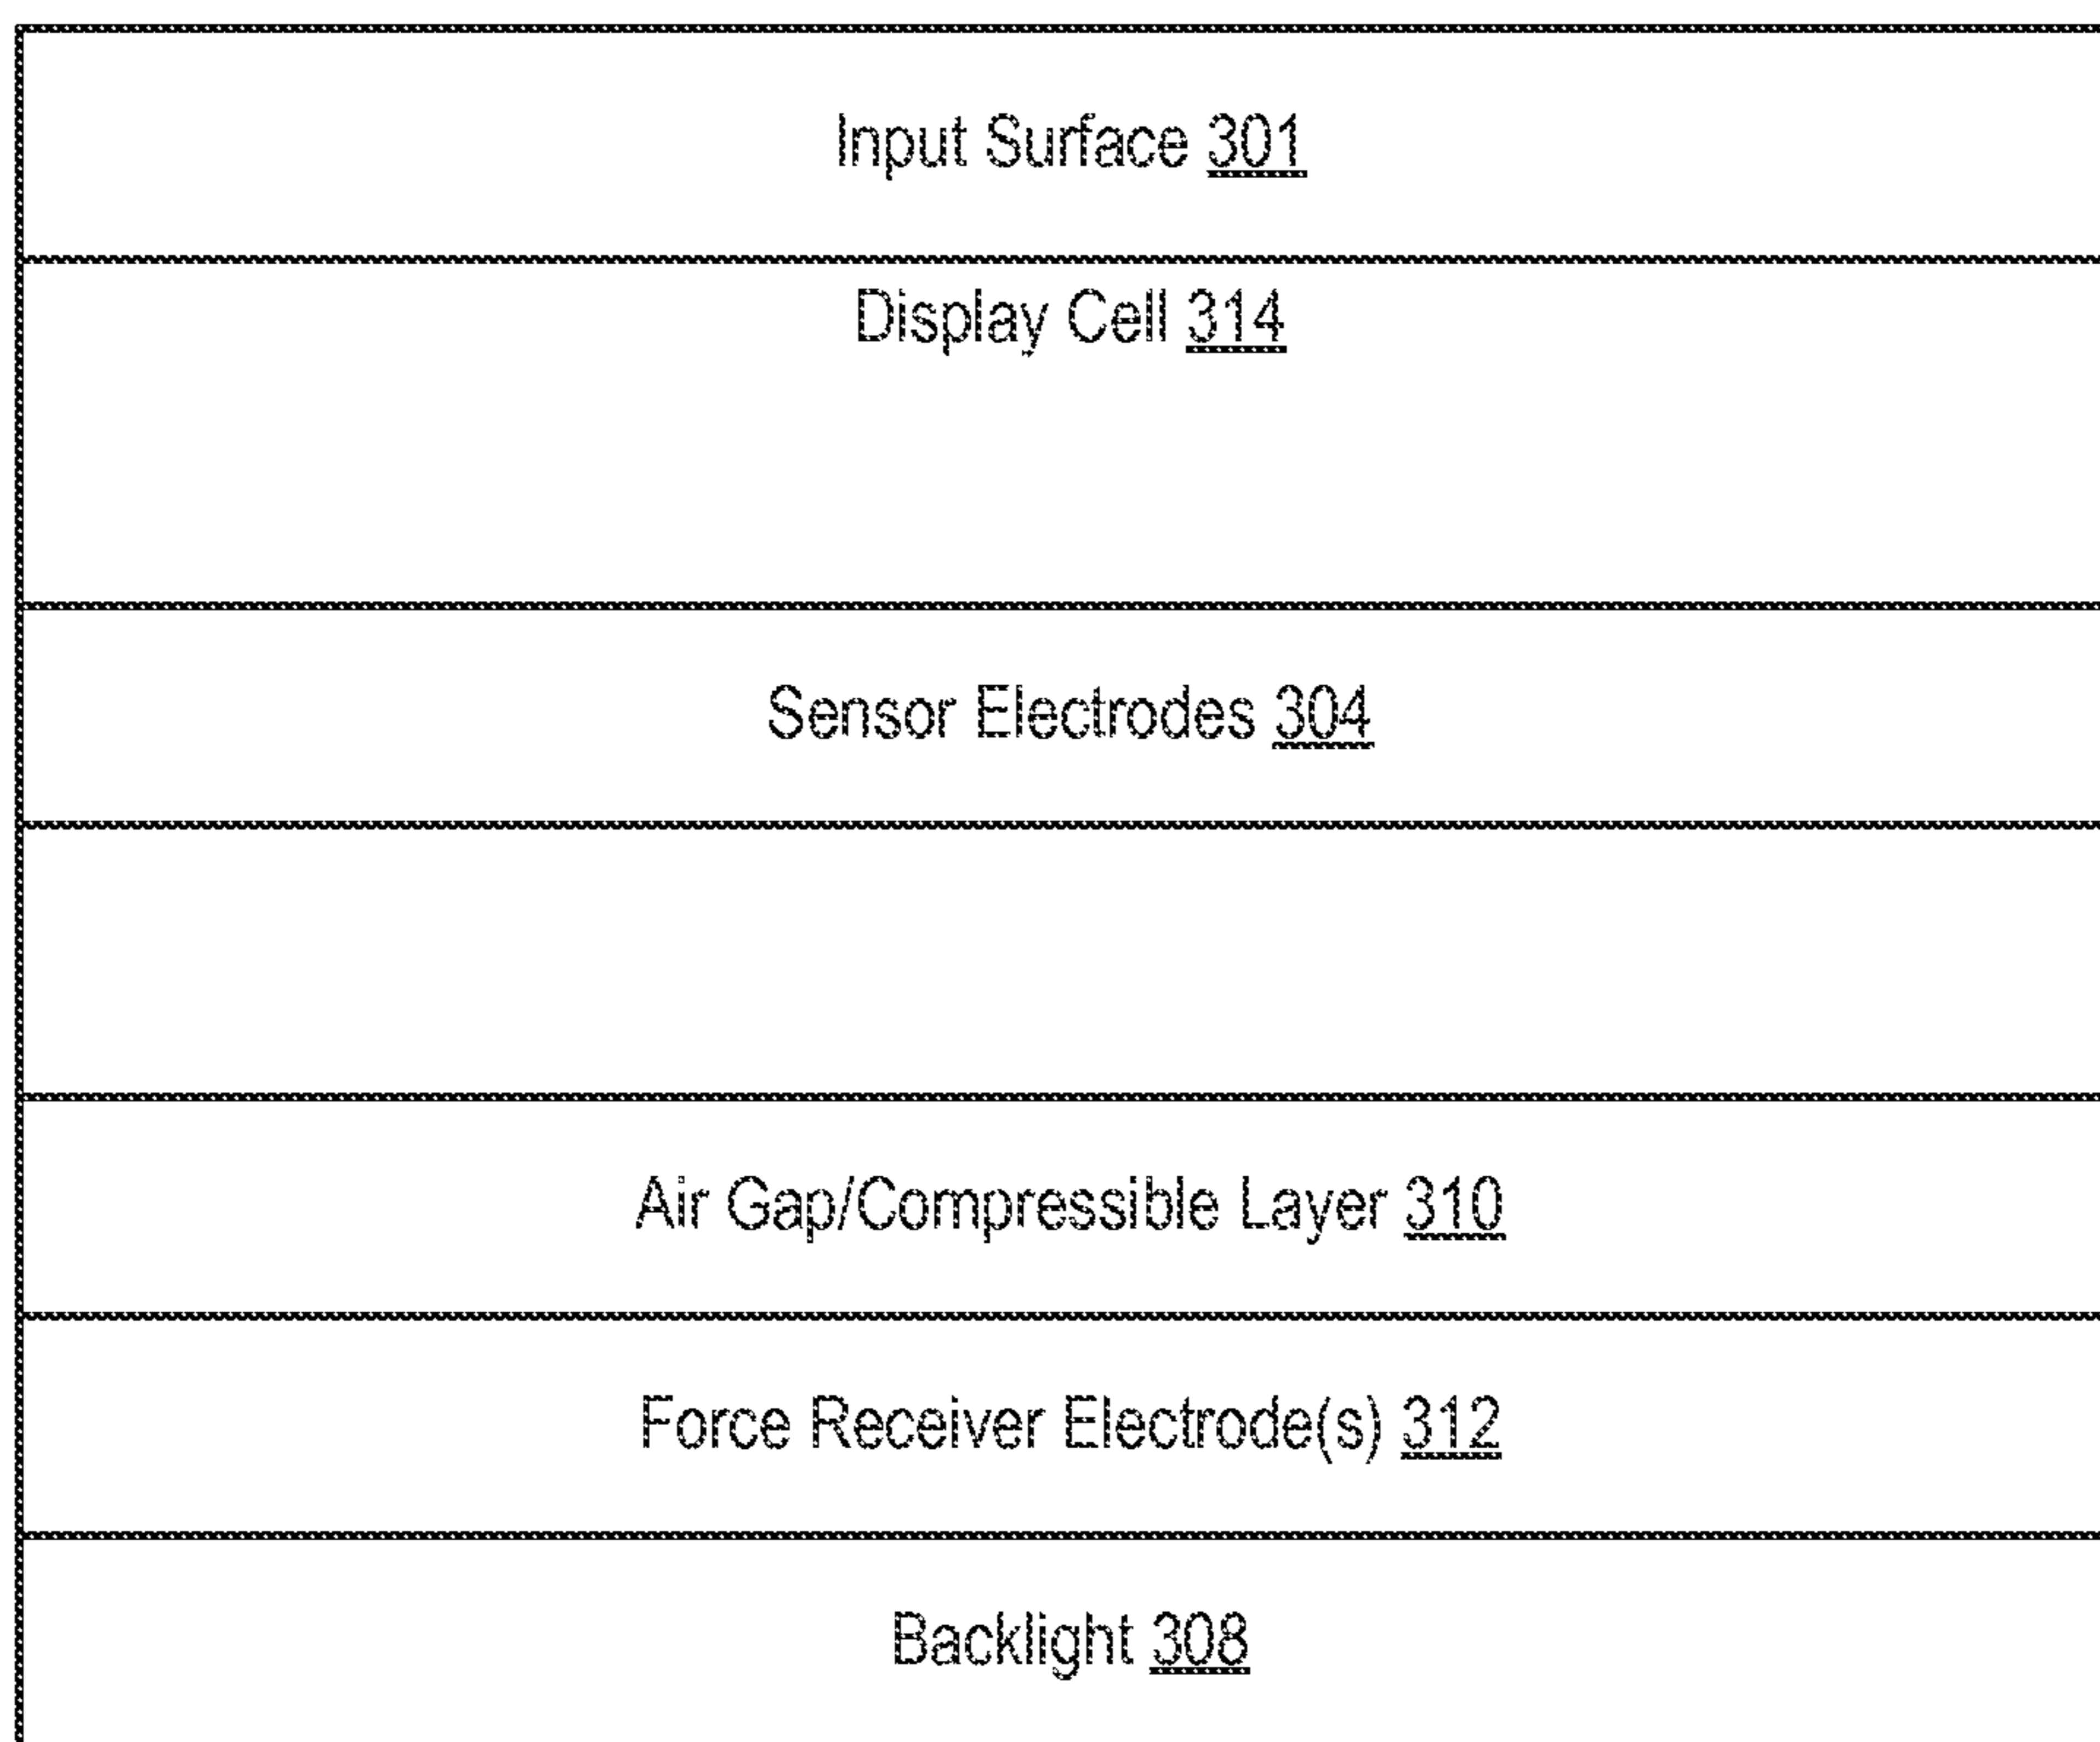 Input Surface 301
Display Cell 314
Sensor Electrodes 304
Air Gap/Compressible Layer 310
Force Receiver Electrode(s) 312
Backlight 308